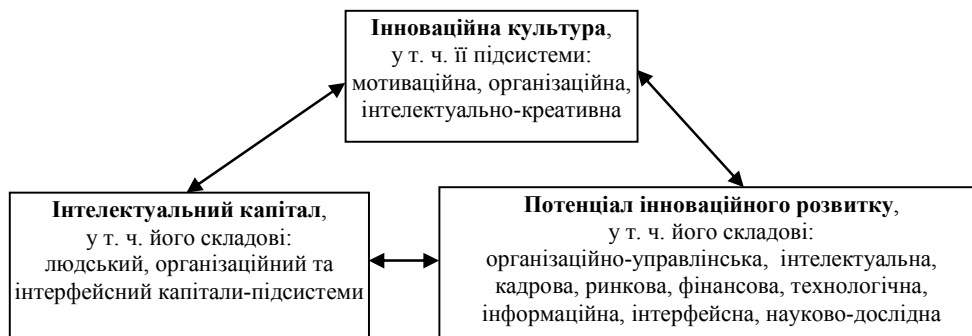 Інноваційна культура,
у т. ч. її підсистеми:
мотиваційна, організаційна,
інтелектуально-креативна
Інтелектуальний капітал,
у т. ч. його складові:
людський, організаційний та
інтерфейсний капітали-підсистеми
Потенціал інноваційного розвитку,
у т. ч. його складові:
організаційно-управлінська, інтелектуальна,
кадрова, ринкова, фінансова, технологічна,
інформаційна, інтерфейсна, науково-дослідна